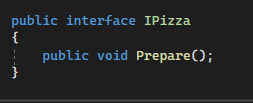 public interface IPizza
{
    public void Prepare();
}